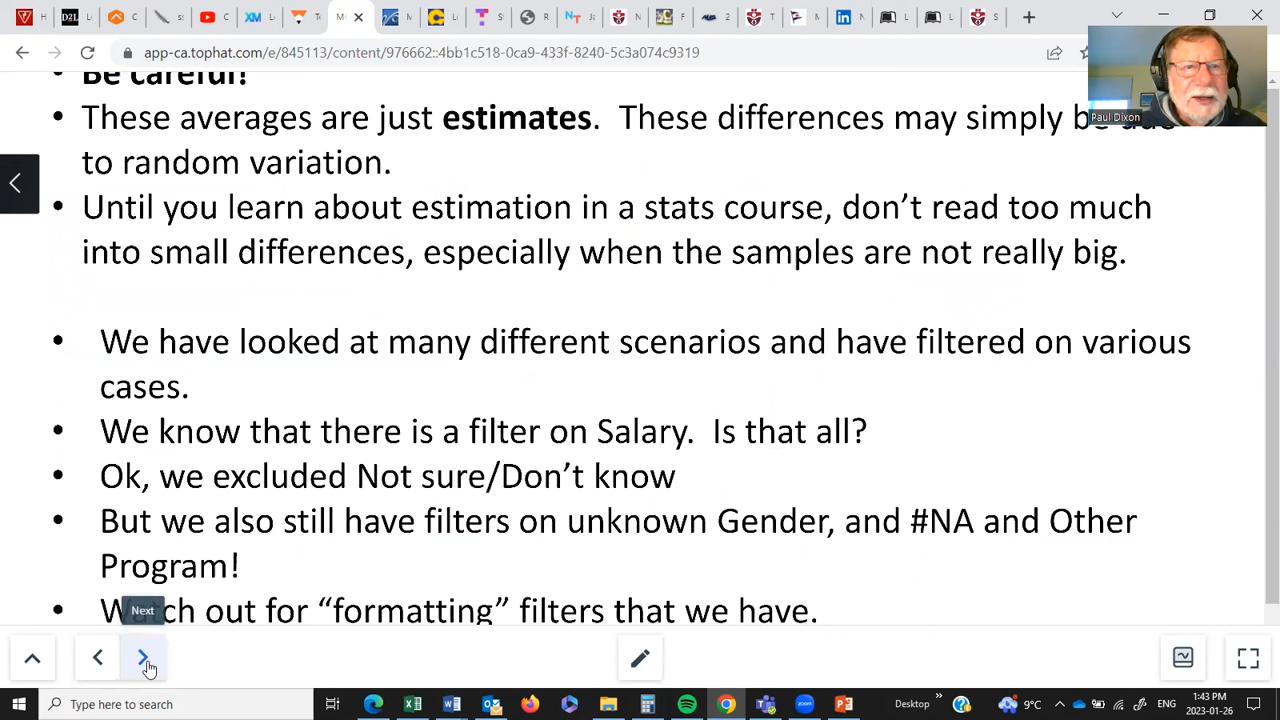 app-ca.tophat.com/e/845113/content/976662::4bb1c518-0ca9-433f-8240-5c3a074c9319
Paul Dixon
• Be careful!
• These averages are just estimates. These differences may simply be due
to random variation.
• Until you learn about estimation in a stats course, don’t read too much
into small differences, especially when the samples are not really big.
• We have looked at many different scenarios and have filtered on various
cases.
• We know that there is a filter on Salary. Is that all?
• Ok, we excluded Not sure/Don’t know
• But we also still have filters on unknown Gender, and #NA and Other
Program!
• Watch out for “formatting” filters that we have.
Next
Type here to search
Desktop
9°C
ENG
1:43 PM
2023-01-26